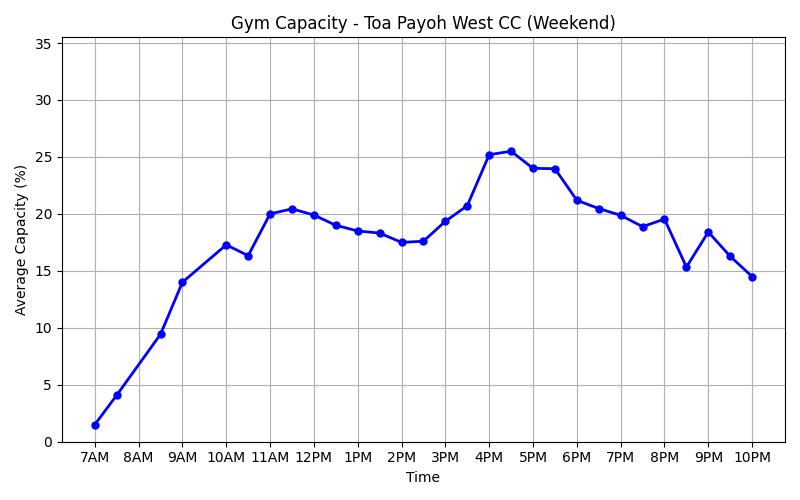 Gym Capacity - Toa Payoh West CC (Weekend)
35
30
25
20
15
10
5
0
Average Capacity (%)
7AM 8AM 9AM 10AM 11AM 12PM 1PM 2PM 3PM 4PM 5PM 6PM 7PM 8PM 9PM 10PM
Time